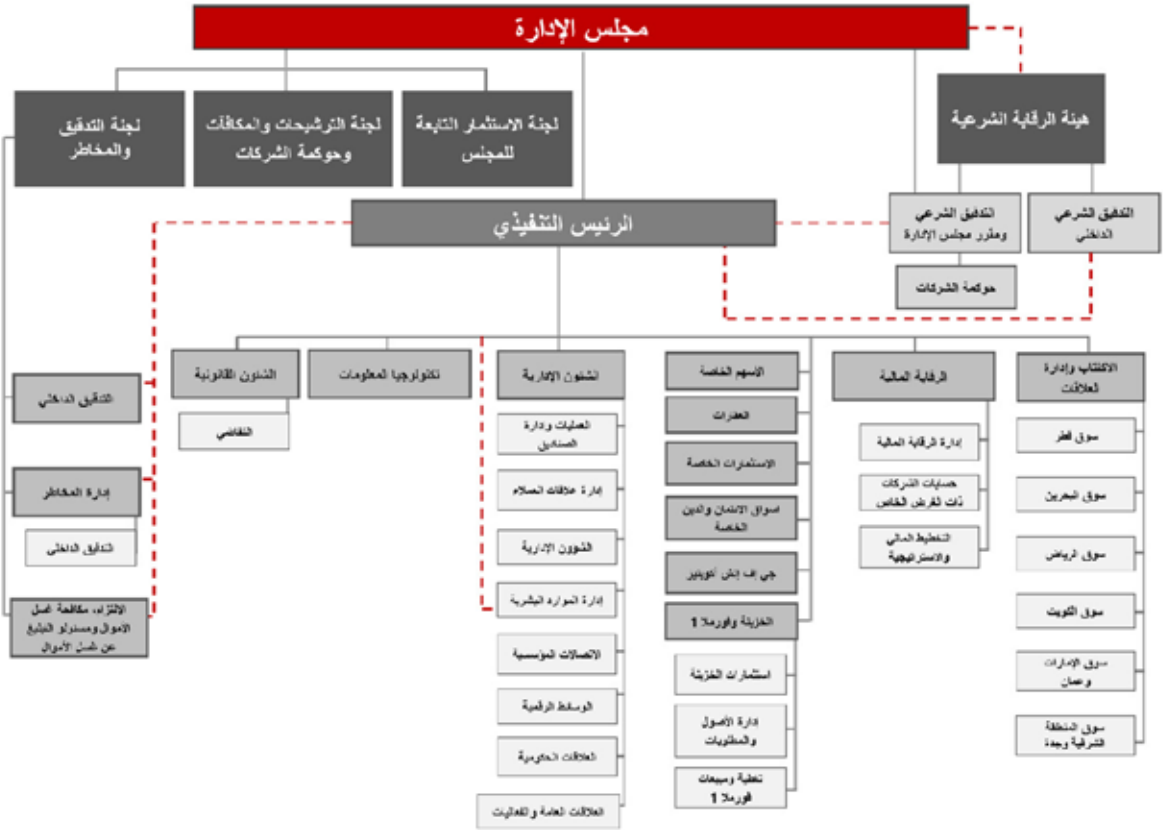 مجلس الإدارة
هيئة الرقابة الشرعية
لجنة الاستثمار التابعة
للمجلس
لجنة الترشيحات والمكافآت
وحوكمة الشركات
لجنة التدقيق
والمخاطر
التدقيق الشرعي
الداخلي
التدقيق الشرعي
ومقرر مجلس الإدارة
الرئيس التنفيذي
حوكمة الشركات
الاكتتاب وإدارة
العلاقات
سوق قطر
سوق البحرين
سوق الرياض
سوق الكويت
سوق الإمارات
وعمان
سوق المنطقة
الشرقية وجدة
الرقابة المالية
إدارة الرقابة المالية
حسابات الشركات
ذات الغرض الخاص
التخطيط المالي
والاستراتيجية
الأسهم الخاصة
العقارات
الاستثمارات الخاصة
اسواق الائتمان والدين
الخاصة
جي إف إتش أكويتير
الخزينة وفورملا 1
استثمارات الخزينة
إدارة الأصول
والمطلوبات
تغطية ومبيعات
فورملا 1
الشئون الإدارية
العمليات وإدارة
الصناديق
إدارة علاقات العملاء
الشؤون الإدارية
إدارة الموارد البشرية
الاتصالات المؤسسية
الوسائط الرقمية
العلاقات الحكومية
العلاقات العامة والفعاليات
تكنولوجيا المعلومات
الشئون القانونية
التقاضي
التدقيق الداخلي
إدارة المخاطر
التدقيق الداخلي
الالتزام، مكافحة غسل
الأموال ومسئولو التبليغ
عن غسل الأموال